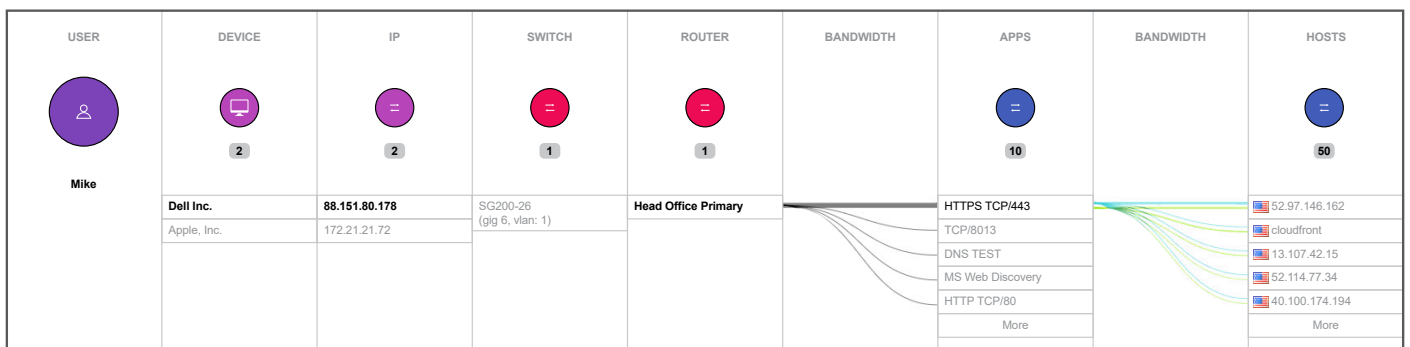 USER
DEVICE
IP
SWITCH
ROUTER
BANDWIDTH
APPS
BANDWIDTH
HOSTS
2
2
1
1
10
50
Mike
Dell Inc.
88.151.80.178
SG200-26
(gig 6, vlan: 1)
Head Office Primary
HTTPS TCP/443
52.97.146.162
Apple, Inc.
172.21.21.72
TCP/8013
cloudfront
DNS TEST
13.107.42.15
MS Web Discovery
52.114.77.34
HTTP TCP/80
40.100.174.194
More
More